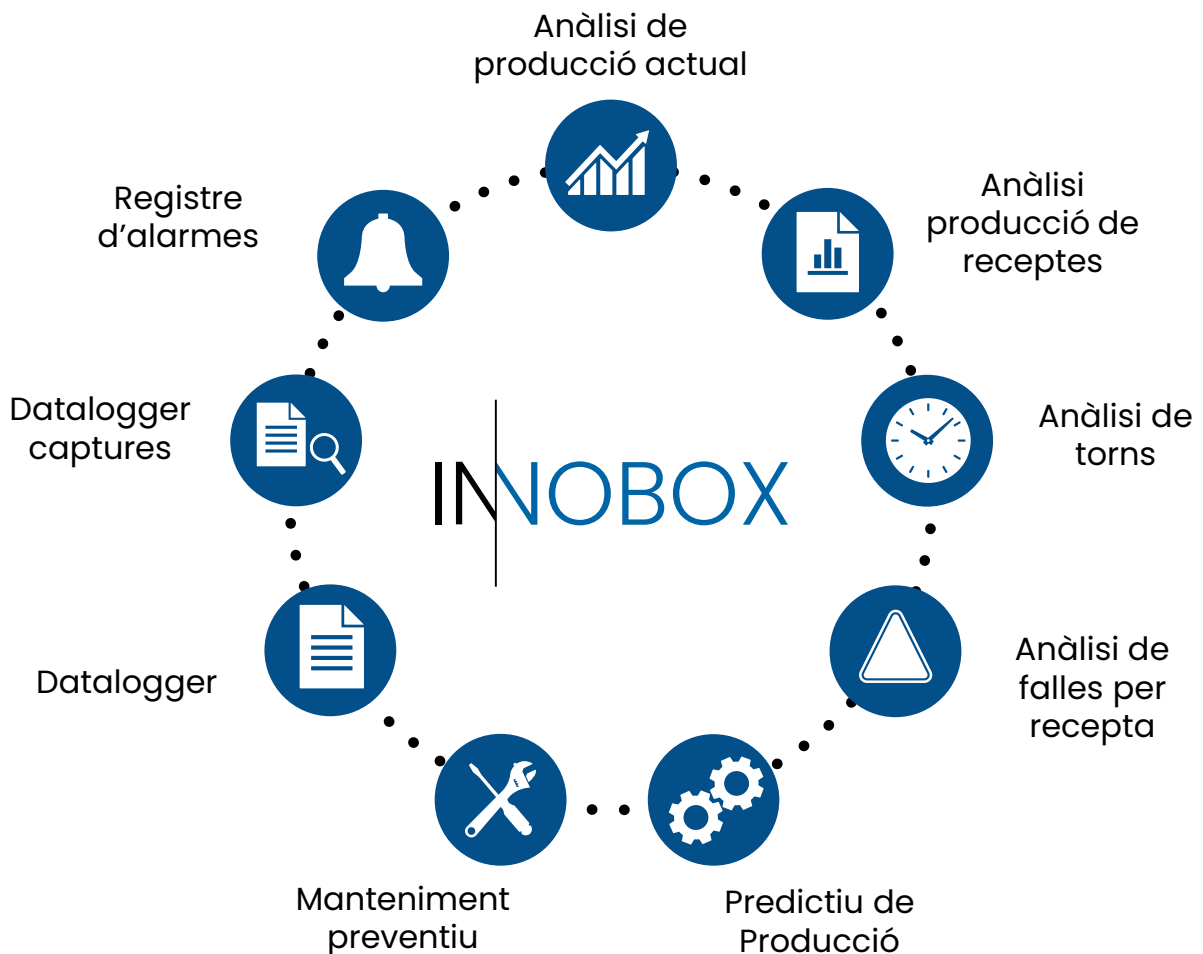 Anàlisi de
producció actual
Anàlisi
producció de
receptes
Anàlisi de
torns
Anàlisi de
falles per
recepta
Predictiu de
Producció
Manteniment
preventiu
Datalogger
Datalogger
captures
Registre
d’alarmes
INNOBOX